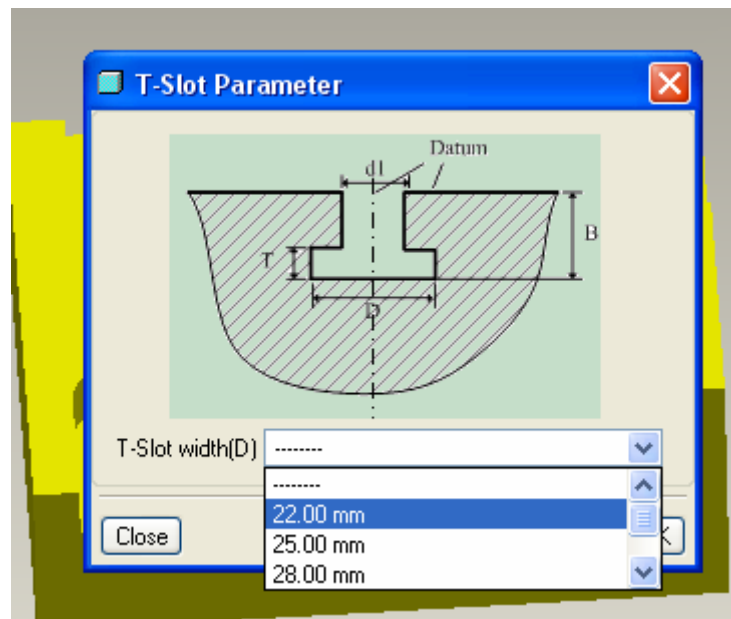 T-Slot Parameter
Datum
d1
B
T
D
T-Slot width(D) --------
--------
22.00 mm
25.00 mm
28.00 mm
Close